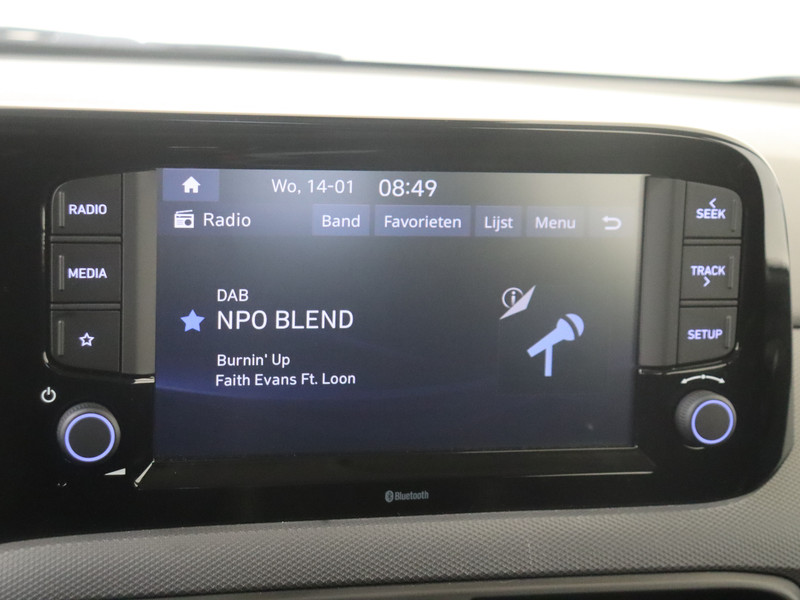 Wo, 14-01 08:49
Radio Band Favorieten Lijst Menu
RADIO
MEDIA
DAB
NPO BLEND
Burnin' Up
Faith Evans Ft. Loon
SEEK
TRACK
SETUP
Bluetooth